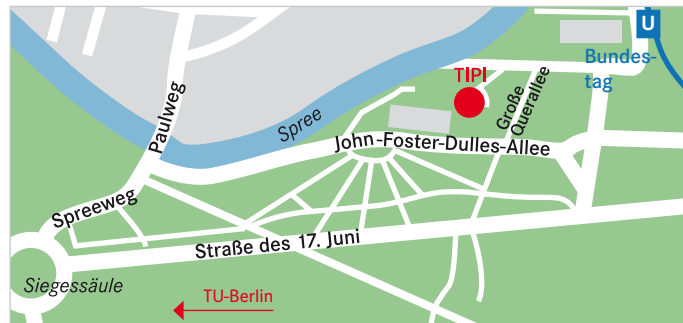 U
Bundes-
tag
TIPI
Große
Querallee
Paulweg
Spree
John-Foster-Dulles-Allee
Spreeweg
Straße des 17. Juni
Siegessäule
TU-Berlin